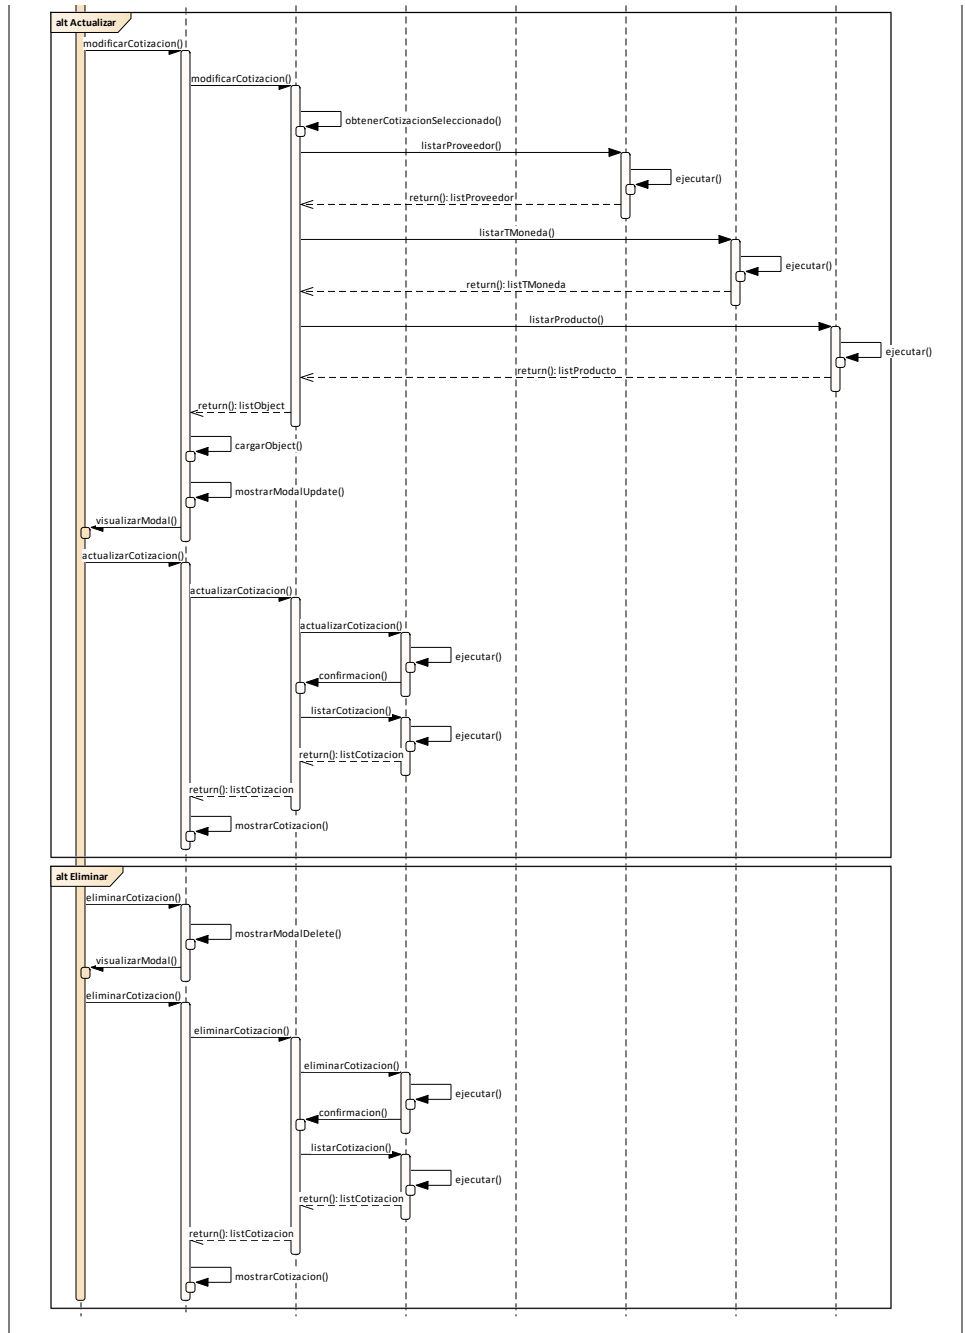 alt Actualizar
modificarCotizacion()
modificarCotizacion()
obtenerCotizacionSeleccionado()
listarProveedor()
ejecutar()
return(): listProveedor
listarTMoneda()
ejecutar()
return(): listTMoneda
listarProducto()
ejecutar()
return(): listProducto
return(): listObject
cargarObject()
mostrarModalUpdate()
visualizarModal()
actualizarCotizacion()
actualizarCotizacion()
actualizarCotizacion()
ejecutar()
confirmacion()
listarCotizacion()
ejecutar()
return(): listCotizacion
return(): listCotizacion
mostrarCotizacion()
alt Eliminar
eliminarCotizacion()
mostrarModalDelete()
visualizarModal()
eliminarCotizacion()
eliminarCotizacion()
eliminarCotizacion()
ejecutar()
confirmacion()
listarCotizacion()
ejecutar()
return(): listCotizacion
return(): listCotizacion
mostrarCotizacion()